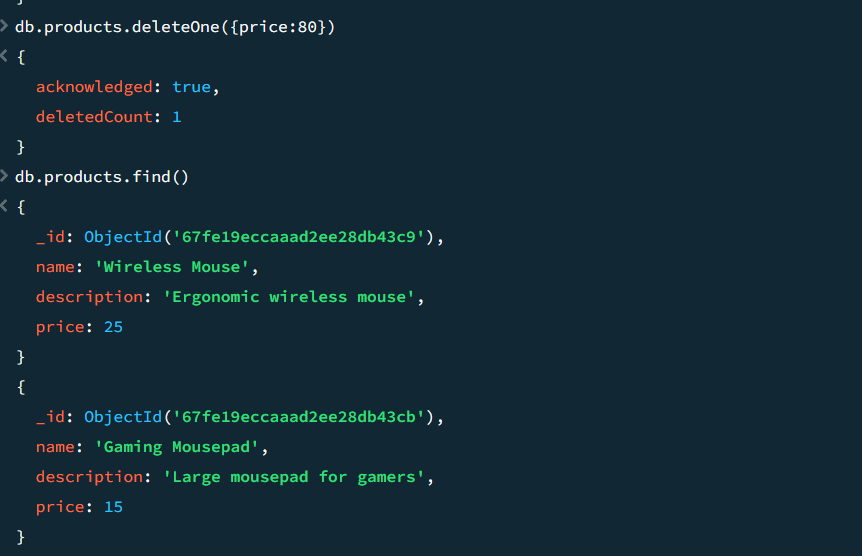 }
> db.products.deleteOne({price:80})
< {
  acknowledged: true,
  deletedCount: 1
}
> db.products.find()
< {
  _id: ObjectId('67fe19eccaaad2ee28db43c9'),
  name: 'Wireless Mouse',
  description: 'Ergonomic wireless mouse',
  price: 25
}
{
  _id: ObjectId('67fe19eccaaad2ee28db43cb'),
  name: 'Gaming Mousepad',
  description: 'Large mousepad for gamers',
  price: 15
}